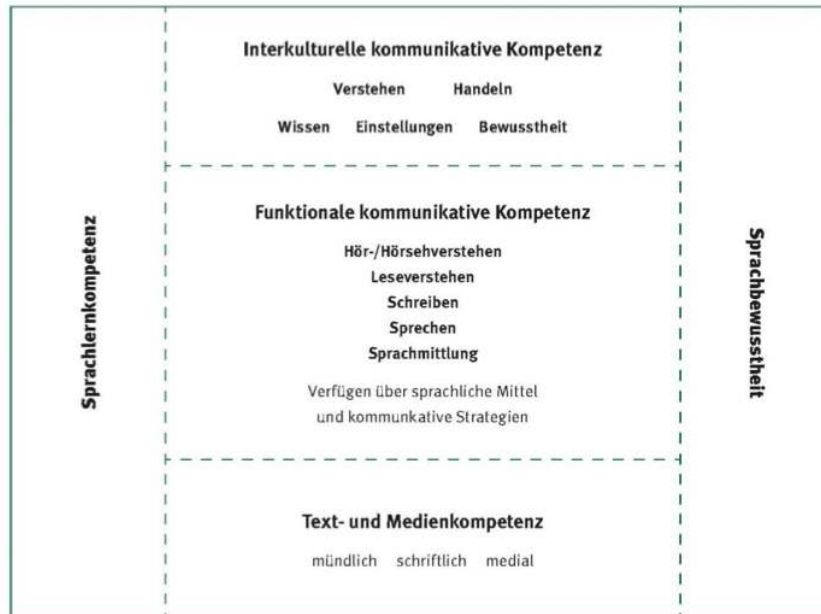 Interkulturelle kommunikative Kompetenz
Verstehen Handeln
Wissen Einstellungen Bewusstheit
Sprachlernkompetenz
Funktionale kommunikative Kompetenz
Hör-/Hörsehverstehen
Leseverstehen
Schreiben
Sprechen
Sprachmittlung
Verfügen über sprachliche Mittel
und kommunkative Strategien
Sprachbewusstheit
Text- und Medienkompetenz
mündlich schriftlich medial